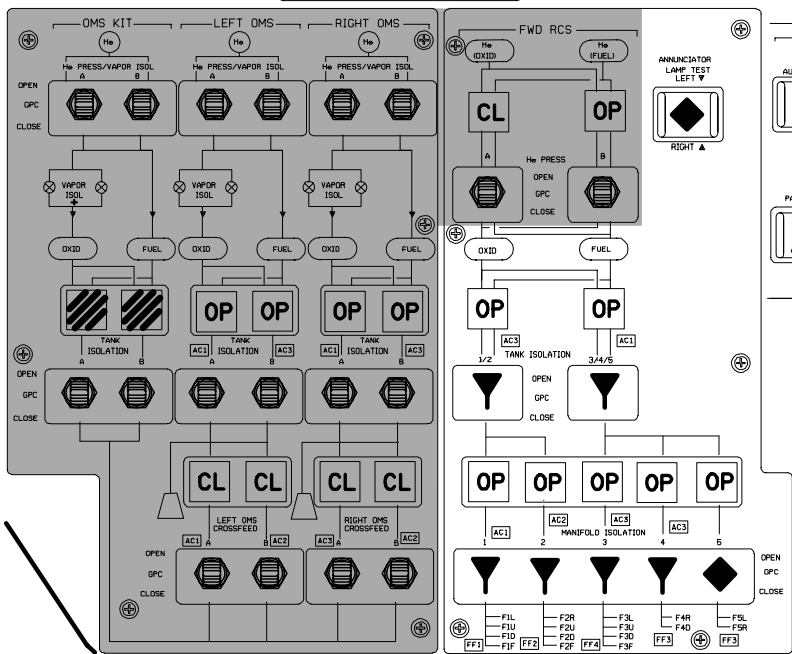 OMS KIT
LEFT OMS
RIGHT OMS
FWD RCS
He
He
He
He (OXID)
He (FUEL)
ANNUNCIATOR
LAMP TEST
LEFT ▼
RIGHT ▲
AU
PA
He PRESS/VAPOR ISOL
He PRESS/VAPOR ISOL
He PRESS/VAPOR ISOL
A B A B A B
OPEN
GPC
CLOSE
CL OP
A B
He PRESS
OPEN
GPC
CLOSE
VAPOR ISOL
VAPOR ISOL
VAPOR ISOL
OXID FUEL OXID FUEL OXID FUEL
OXID FUEL
OP OP OP OP
OP OP
TANK ISOLATION
TANK ISOLATION
TANK ISOLATION
A B
AC1 A B AC3
AC1 A B AC3
AC3 AC1
1/2 TANK ISOLATION 3/4/5
OPEN
GPC
CLOSE
OPEN
GPC
CLOSE
CL CL CL CL
OP OP OP OP OP
LEFT OMS CROSSFEED
RIGHT OMS CROSSFEED
AC1 A B AC2
AC3 A B AC2
AC1 AC2 AC3 AC3
MANIFOLD ISOLATION
1 2 3 4 5
OPEN
GPC
CLOSE
OPEN
GPC
CLOSE
F1L
F1U
F1D
F1F
FF1
F2R
F2U
F2D
F2F
FF2
F3L
F3U
F3D
F3F
FF4
F4R
F4D
FF3
F5L
F5R
FF3